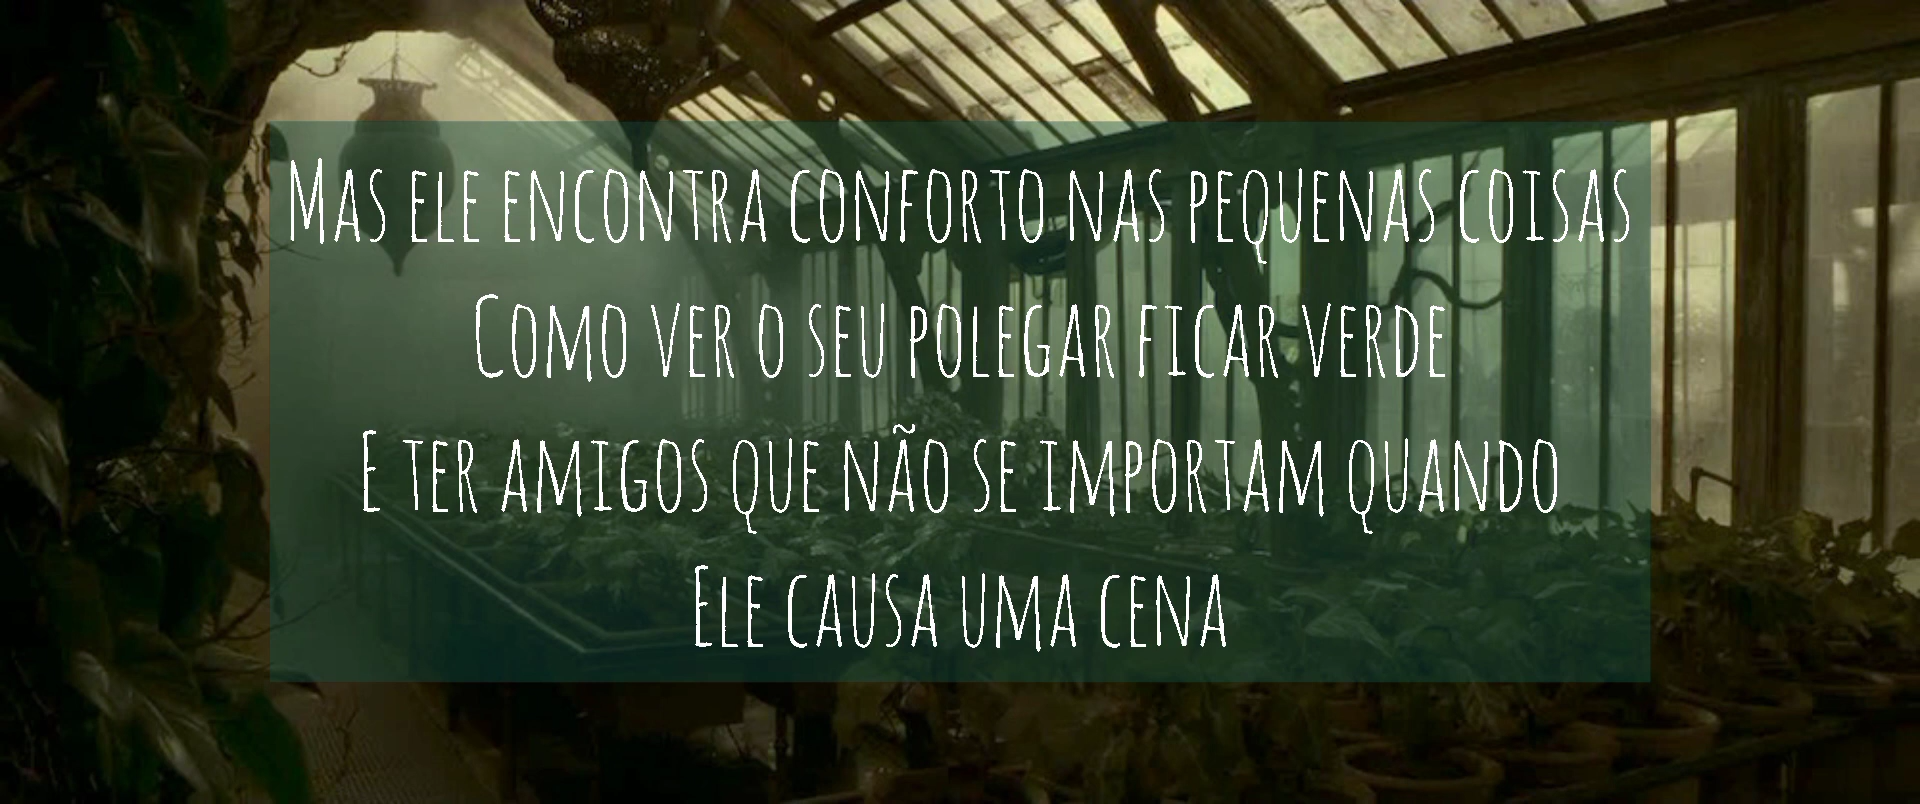 Mas ele encontra conforto nas pequenas coisas
Como ver o seu polegar ficar verde
E ter amigos que não se importam quando
Ele causa uma cena